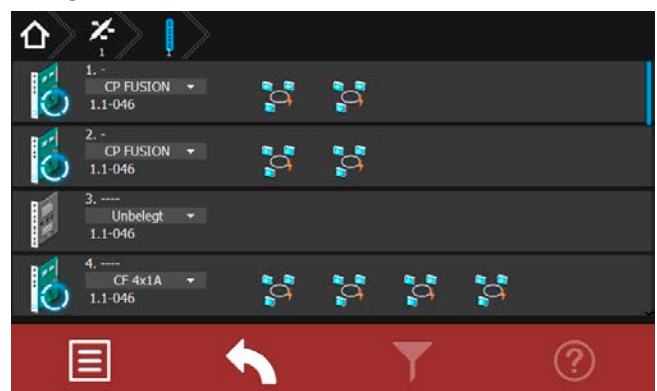 1
1
1. -
CP FUSION
1.1-046
2. -
CP FUSION
1.1-046
3. ----
Unbelegt
1.1-046
4. ----
CF 4x1A
1.1-046
?